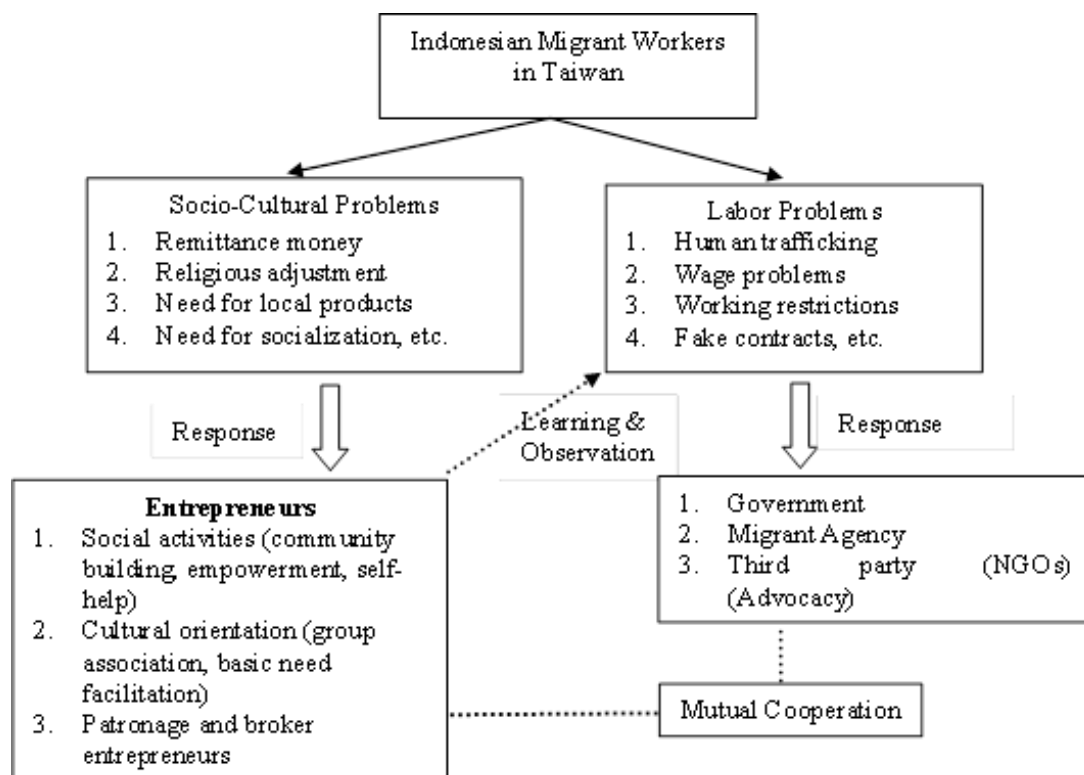 Indonesian Migrant Workers
in Taiwan
Socio-Cultural Problems
1. Remittance money
2. Religious adjustment
3. Need for local products
4. Need for socialization, etc.
Labor Problems
1. Human trafficking
2. Wage problems
3. Working restrictions
4. Fake contracts, etc.
Response
Learning &
Observation
Response
Entrepreneurs
1. Social activities (community
building, empowerment, self-
help)
2. Cultural orientation (group
association, basic need
facilitation)
3. Patronage and broker
entrepreneurs
1. Government
2. Migrant Agency
3. Third party (NGOs)
(Advocacy)
Mutual Cooperation